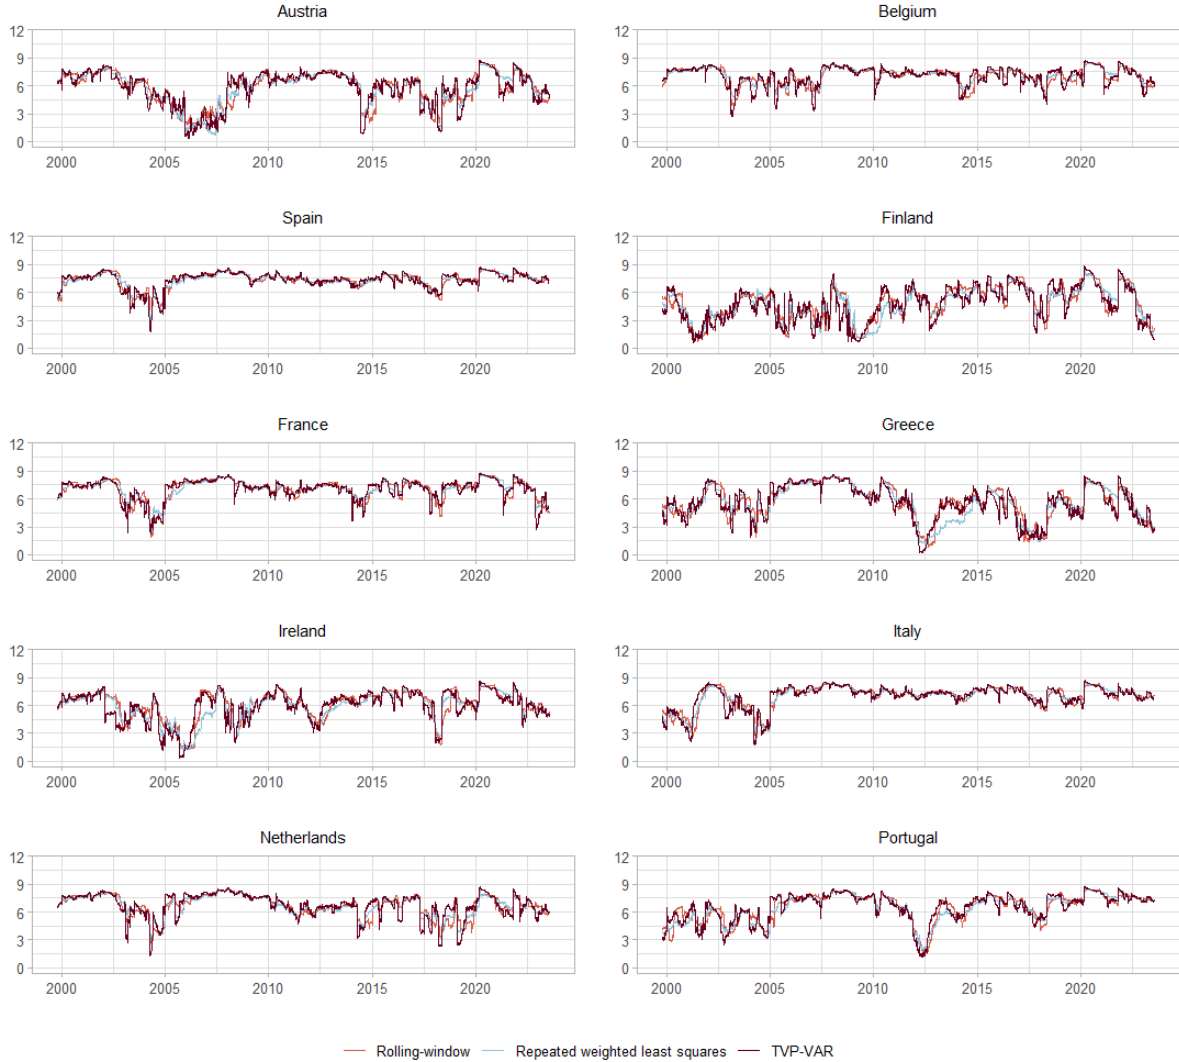 Austria Belgium
12 12
9 9
6 6
3 3
0 0
2000 2005 2010 2015 2020 2000 2005 2010 2015 2020
Spain Finland
12 12
9 9
6 6
3 3
0 0
2000 2005 2010 2015 2020 2000 2005 2010 2015 2020
France Greece
12 12
9 9
6 6
3 3
0 0
2000 2005 2010 2015 2020 2000 2005 2010 2015 2020
Ireland Italy
12 12
9 9
6 6
3 3
0 0
2000 2005 2010 2015 2020 2000 2005 2010 2015 2020
Netherlands Portugal
12 12
9 9
6 6
3 3
0 0
2000 2005 2010 2015 2020 2000 2005 2010 2015 2020
Rolling-window Repeated weighted least squares TVP-VAR